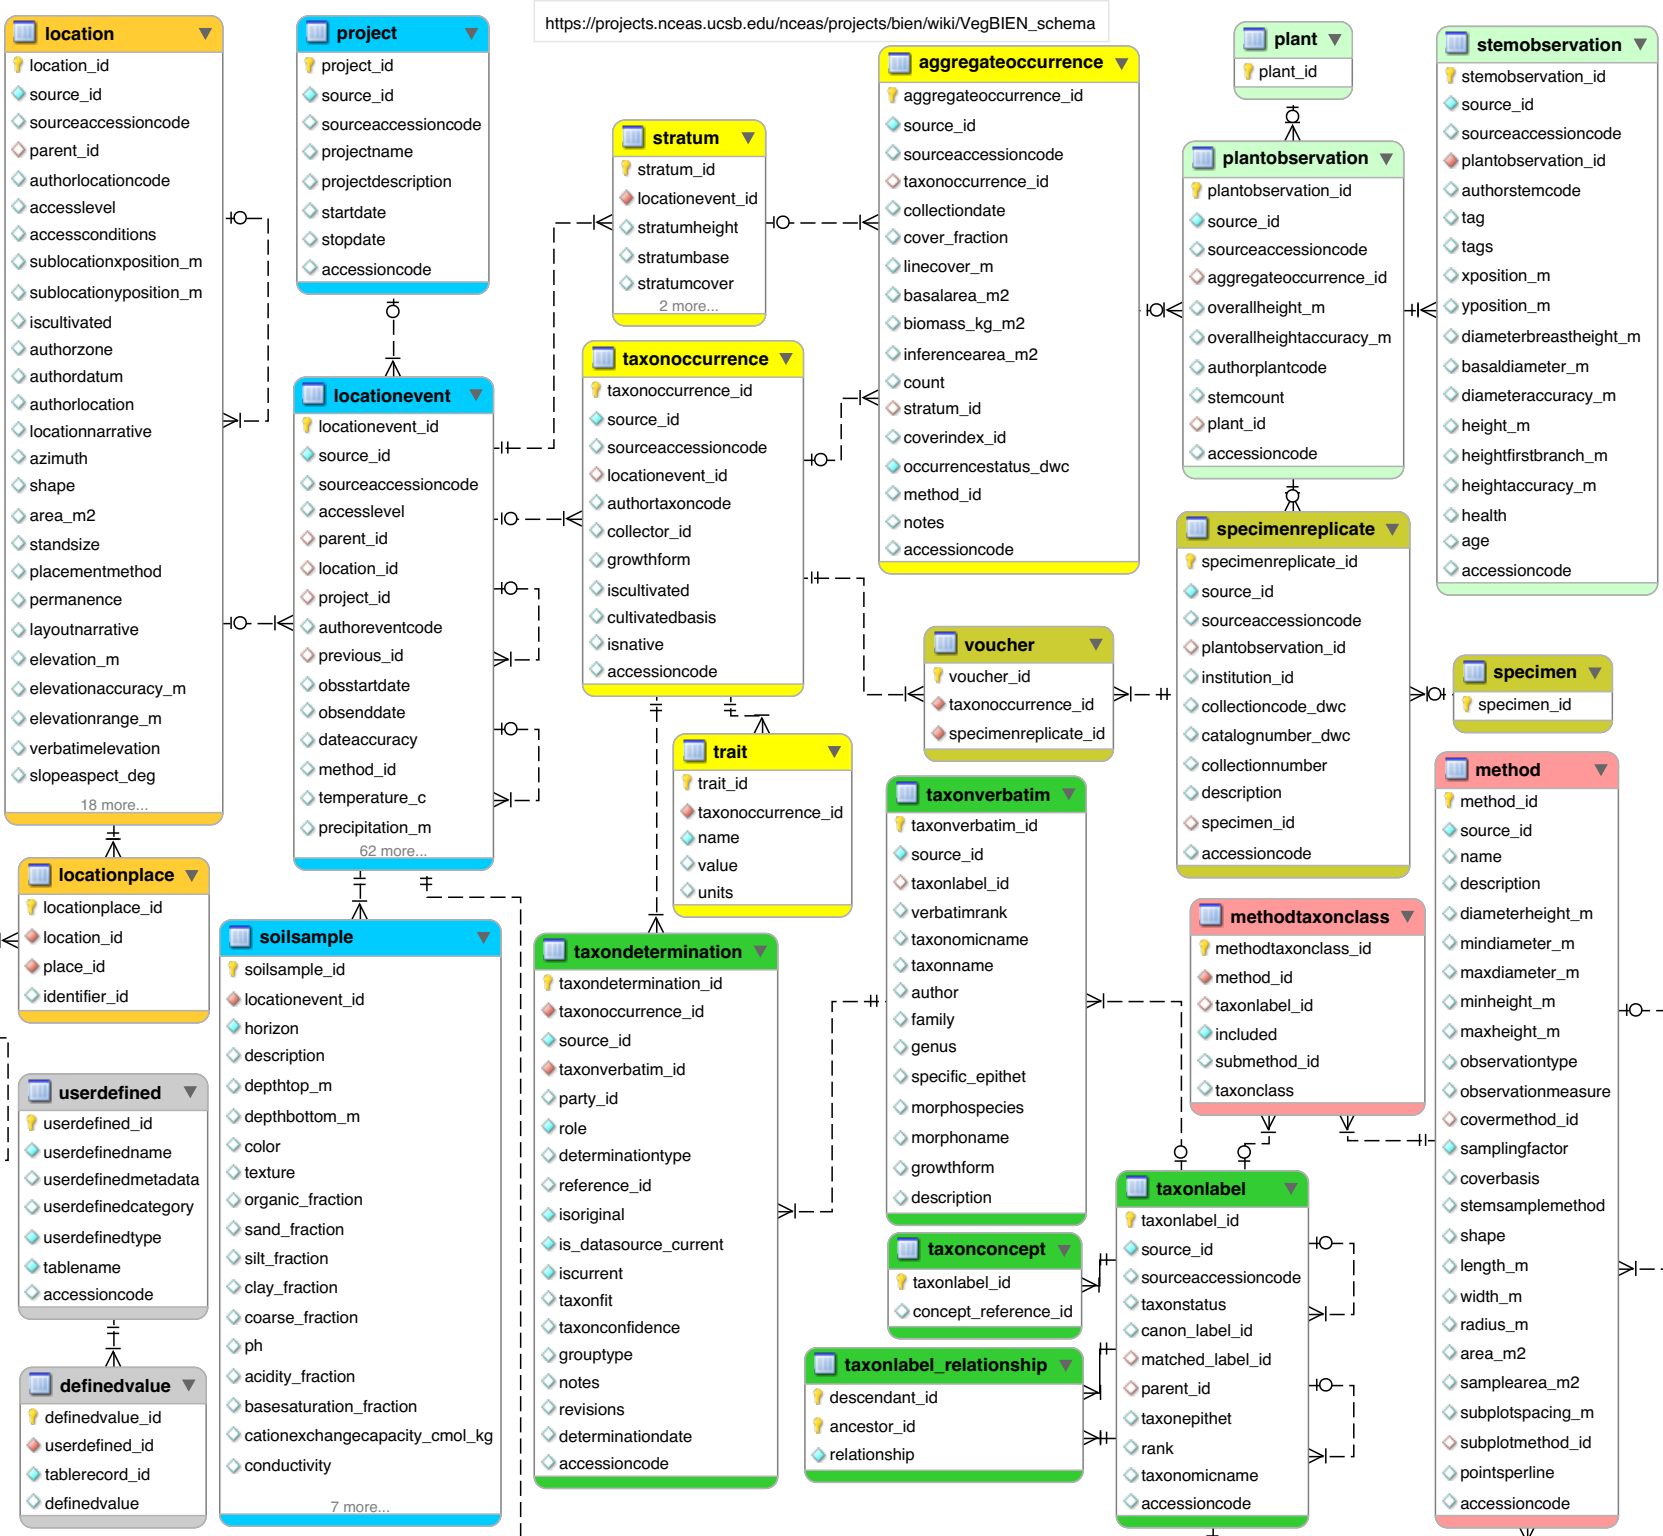 https://projects.nceas.ucsb.edu/nceas/projects/bien/wiki/VegBIEN_schema
location
location_id
source_id
sourceaccessioncode
parent_id
authorlocationcode
accesslevel
accessconditions
sublocationxposition_m
sublocationyposition_m
iscultivated
authorzone
authordatum
authorlocation
locationnarrative
azimuth
shape
area_m2
standsize
placementmethod
permanence
layoutnarrative
elevation_m
elevationaccuracy_m
elevationrange_m
verbatimelevation
slopeaspect_deg
18 more...
locationplace
locationplace_id
location_id
place_id
identifier_id
userdefined
userdefined_id
userdefinedname
userdefinedmetadata
userdefinedcategory
userdefinedtype
tablename
accessioncode
definedvalue
definedvalue_id
userdefined_id
tablerecord_id
definedvalue
project
project_id
source_id
sourceaccessioncode
projectname
projectdescription
startdate
stopdate
accessioncode
locationevent
locationevent_id
source_id
sourceaccessioncode
accesslevel
parent_id
location_id
project_id
authoreventcode
previous_id
obsstartdate
obsenddate
dateaccuracy
method_id
temperature_c
precipitation_m
62 more...
soilsample
soilsample_id
locationevent_id
horizon
description
depthtop_m
depthbottom_m
color
texture
organic_fraction
sand_fraction
silt_fraction
clay_fraction
coarse_fraction
ph
acidity_fraction
basesaturation_fraction
cationexchangecapacity_cmol_kg
conductivity
7 more...
stratum
stratum_id
locationevent_id
stratumheight
stratumbase
stratumcover
2 more...
taxonoccurrence
taxonoccurrence_id
source_id
sourceaccessioncode
locationevent_id
authortaxoncode
collector_id
growthform
iscultivated
cultivatedbasis
isnative
accessioncode
trait
trait_id
taxonoccurrence_id
name
value
units
taxondetermination
taxondetermination_id
taxonoccurrence_id
source_id
taxonverbatim_id
party_id
role
determinationtype
reference_id
isoriginal
is_datasource_current
iscurrent
taxonfit
taxonconfidence
grouptype
notes
revisions
determinationdate
accessioncode
aggregateoccurrence
aggregateoccurrence_id
source_id
sourceaccessioncode
taxonoccurrence_id
collectiondate
cover_fraction
linecover_m
basalarea_m2
biomass_kg_m2
inferencearea_m2
count
stratum_id
coverindex_id
occurrencestatus_dwc
method_id
notes
accessioncode
voucher
voucher_id
taxonoccurrence_id
specimenreplicate_id
taxonverbatim
taxonverbatim_id
source_id
taxonlabel_id
verbatimrank
taxonomicname
taxonname
author
family
genus
specific_epithet
morphospecies
morphoname
growthform
description
taxonconcept
taxonlabel_id
concept_reference_id
taxonlabel_relationship
descendant_id
ancestor_id
relationship
plant
plant_id
plantobservation
plantobservation_id
source_id
sourceaccessioncode
aggregateoccurrence_id
overallheight_m
overallheightaccuracy_m
authorplantcode
stemcount
plant_id
accessioncode
specimenreplicate
specimenreplicate_id
source_id
sourceaccessioncode
plantobservation_id
institution_id
collectioncode_dwc
catalognumber_dwc
collectionnumber
description
specimen_id
accessioncode
methodtaxonclass
methodtaxonclass_id
method_id
taxonlabel_id
included
submethod_id
taxonclass
taxonlabel
taxonlabel_id
source_id
sourceaccessioncode
taxonstatus
canon_label_id
matched_label_id
parent_id
taxonepithet
rank
taxonomicname
accessioncode
stemobservation
stemobservation_id
source_id
sourceaccessioncode
plantobservation_id
authorstemcode
tag
tags
xposition_m
yposition_m
diameterbreastheight_m
basaldiameter_m
diameteraccuracy_m
height_m
heightfirstbranch_m
heightaccuracy_m
health
age
accessioncode
specimen
specimen_id
method
method_id
source_id
name
description
diameterheight_m
mindiameter_m
maxdiameter_m
minheight_m
maxheight_m
observationtype
observationmeasure
covermethod_id
samplingfactor
coverbasis
stemsamplemethod
shape
length_m
width_m
radius_m
area_m2
samplearea_m2
subplotspacing_m
subplotmethod_id
pointsperline
accessioncode